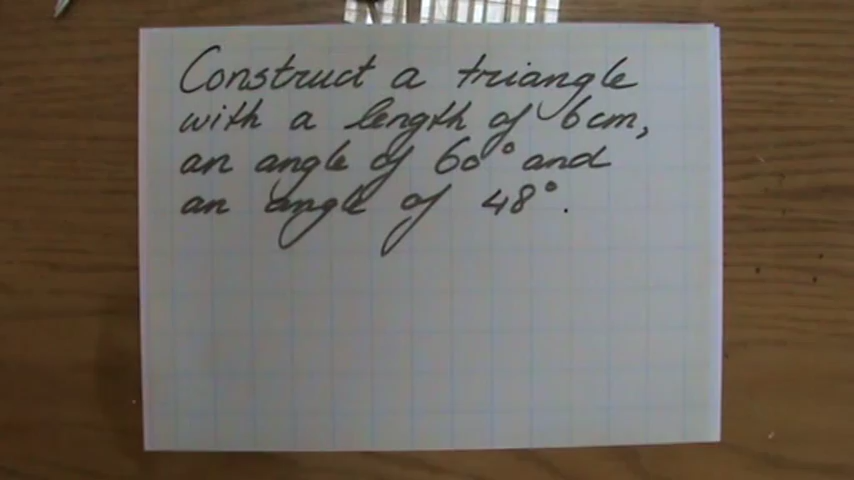 Construct a triangle
with a length of 6cm,
an angle of 60° and
an angle of 48°.